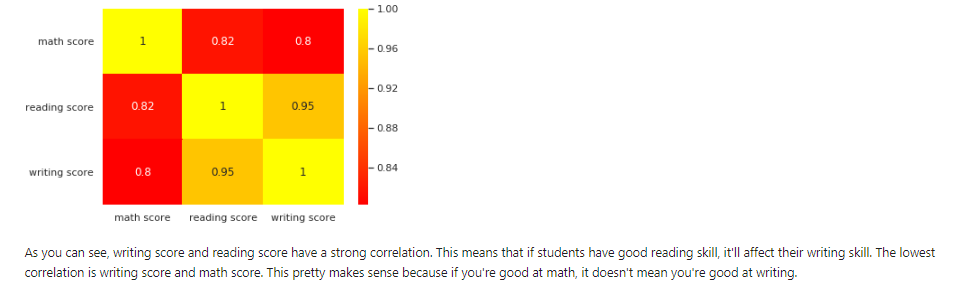 1.00
math score 1 0.82 0.8
0.96
0.92
reading score 0.82 1 0.95
0.88
writing score 0.8 0.95 1
0.84
math score reading score writing score
As you can see, writing score and reading score have a strong correlation. This means that if students have good reading skill, it'll affect their writing skill. The lowest
correlation is writing score and math score. This pretty makes sense because if you're good at math, it doesn't mean you're good at writing.